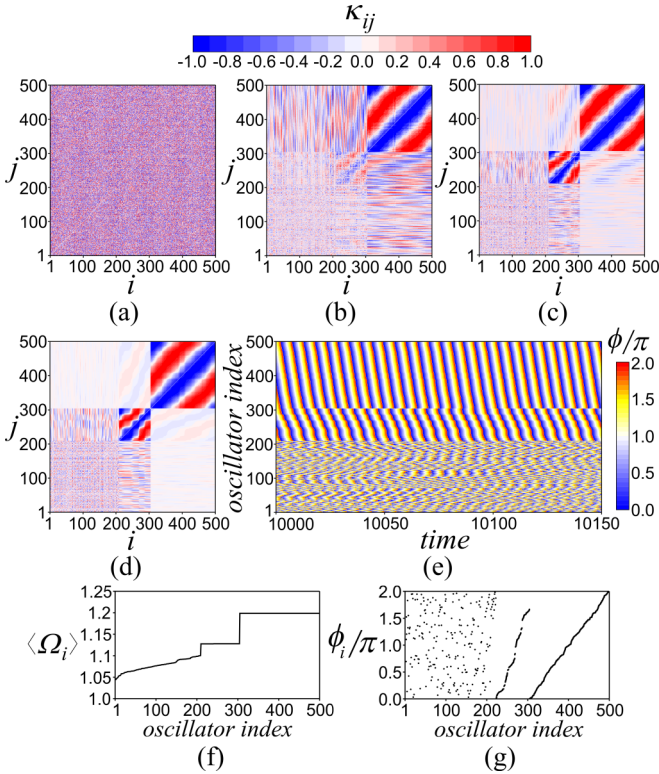 κij
-1.0 -0.8 -0.6 -0.4 -0.2 0.0 0.2 0.4 0.6 0.8 1.0
500
400
300
200
100
1
j
1 100 200 300 400 500
i
(a)
500
400
300
200
100
1
j
1 100 200 300 400 500
i
(b)
500
400
300
200
100
1
j
1 100 200 300 400 500
i
(c)
500
400
300
200
100
1
j
1 100 200 300 400 500
i
(d)
oscillator index
500
400
300
200
100
1
10000 10050 10100 10150
time
(e)
ϕ/π
2.0
1.5
1.0
0.5
0.0
⟨Ωi⟩
1.25
1.2
1.15
1.1
1.05
1.0
1 100 200 300 400 500
oscillator index
(f)
ϕi/π
2.0
1.5
1.0
0.5
0.0
1 100 200 300 400 500
oscillator index
(g)